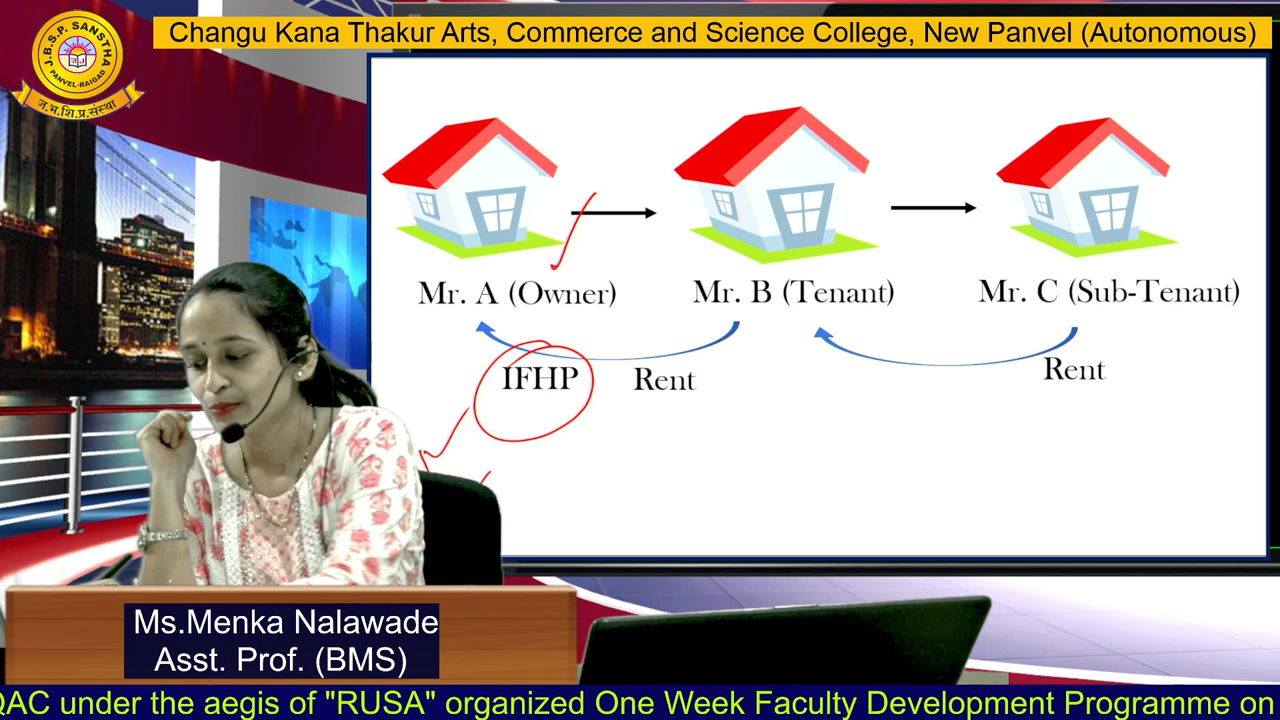 Changu Kana Thakur Arts, Commerce and Science College, New Panvel (Autonomous)
J.B.S.P. SANSTHA
PANVEL-RAIGAD
ज.भ.शि.प्र.संस्था
Mr. A (Owner)
Mr. B (Tenant)
Mr. C (Sub-Tenant)
IFHP
Rent
Rent
Ms.Menka Nalawade
Asst. Prof. (BMS)
QAC under the aegis of "RUSA" organized One Week Faculty Development Programme on